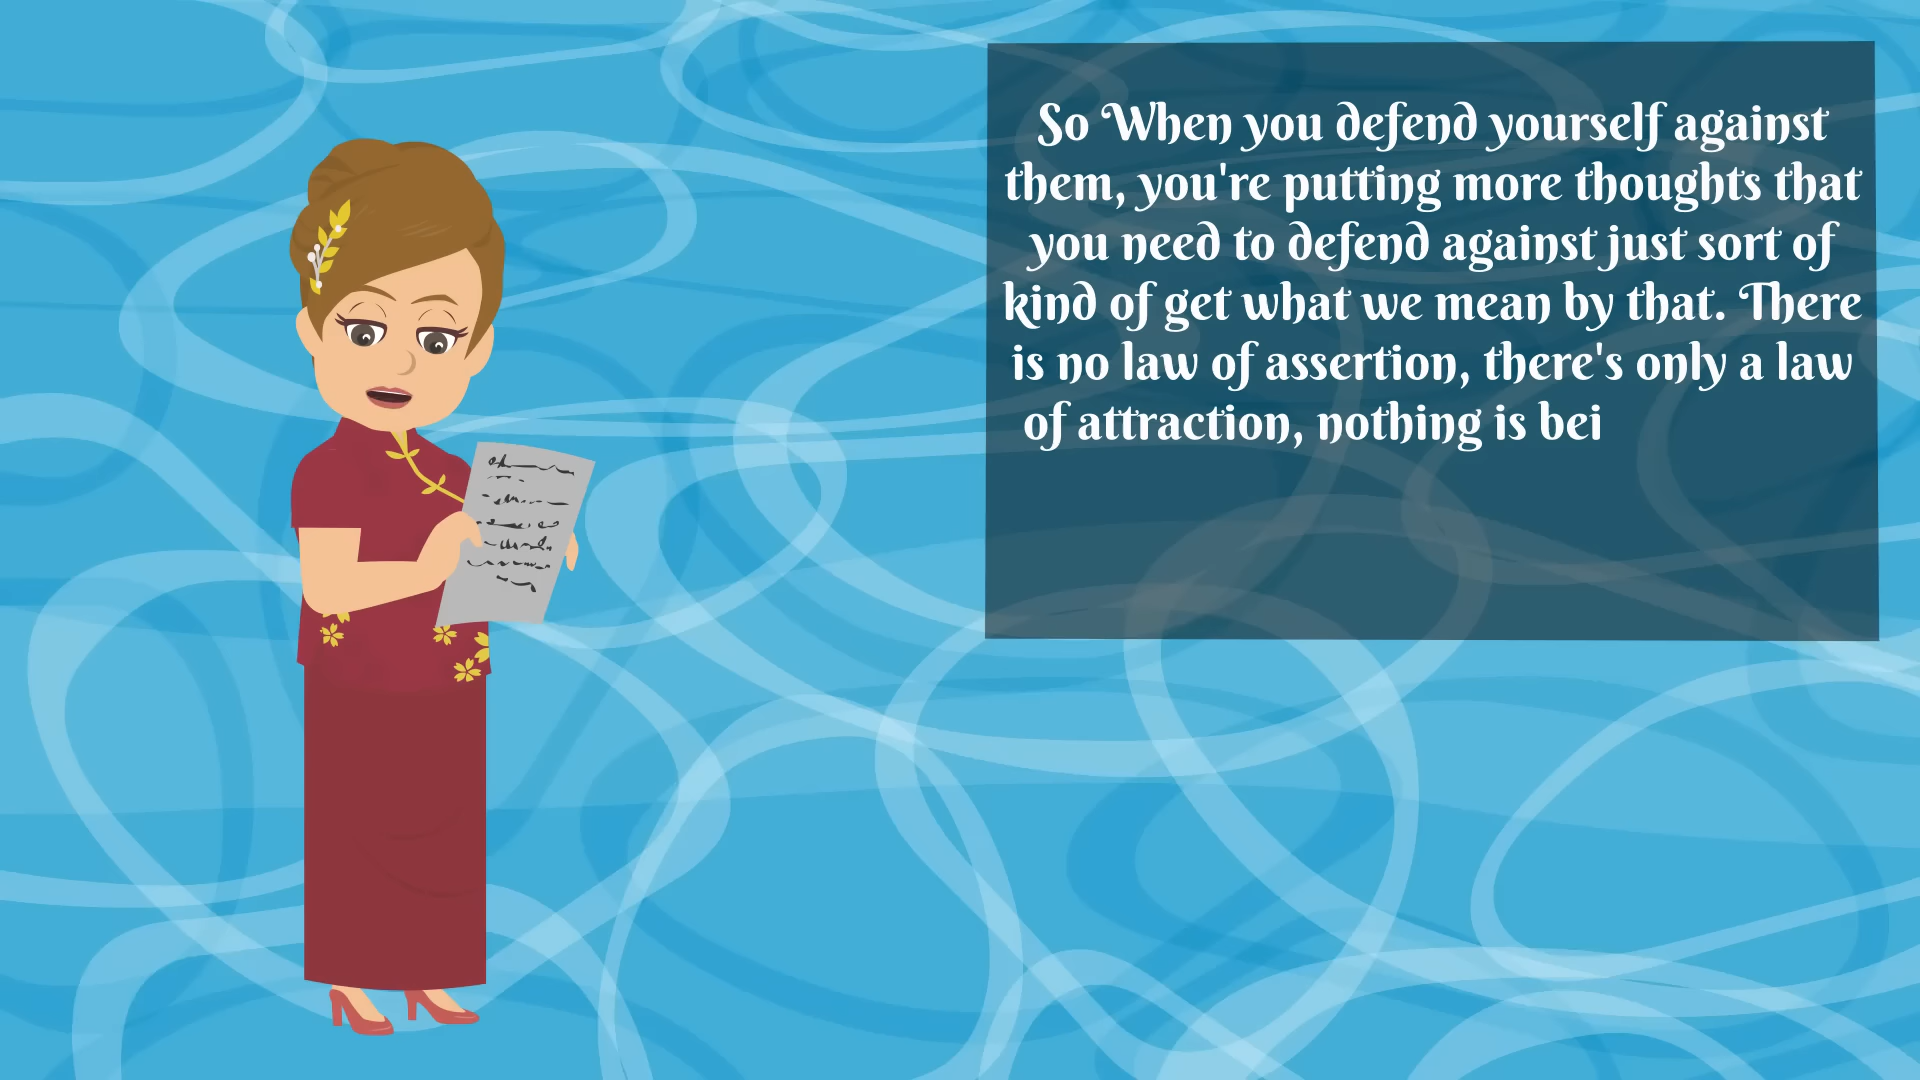 So When you defend yourself against
them, you're putting more thoughts that
you need to defend against just sort of
kind of get what we mean by that. There
is no law of assertion, there's only a law
of attraction, nothing is bei